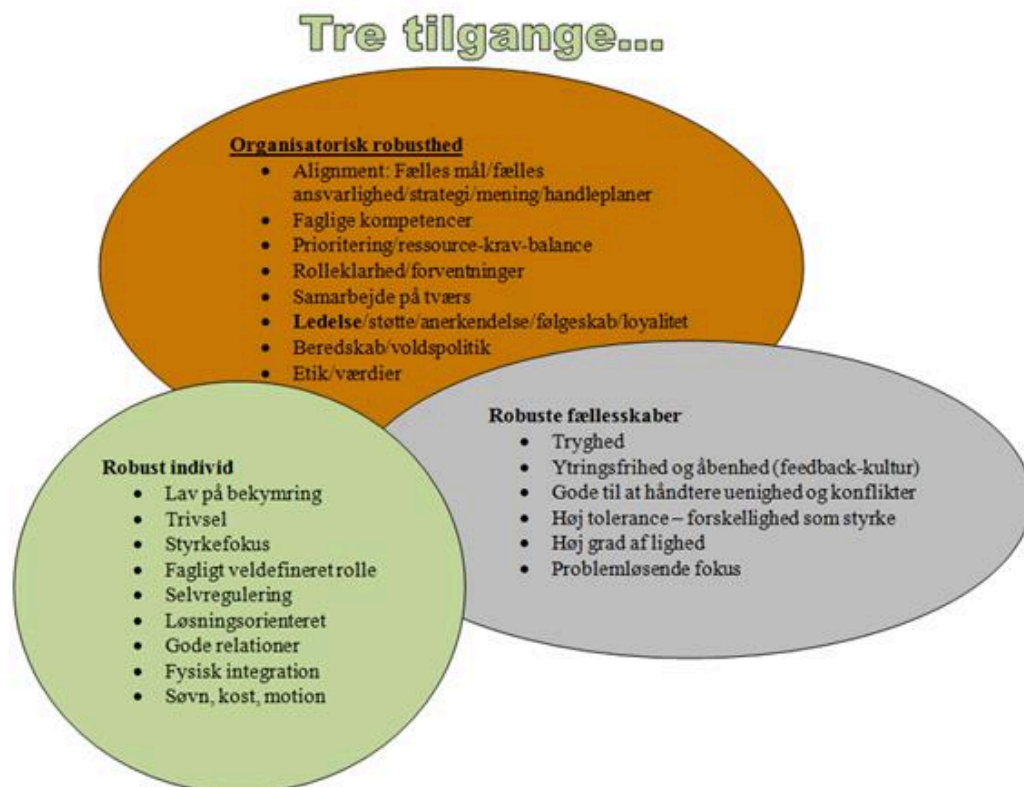 Tre tilgange...
Organisatorisk robusthed
• Alignment: Fælles mål/fælles
ansvarlighed/strategi/mening/handleplaner
• Faglige kompetencer
• Prioritering/ressource-krav-balance
• Rolleklarhed/forventninger
• Samarbejde på tværs
• Ledelse/støtte/anerkendelse/følgeskab/loyalitet
• Beredskab/voldspolitik
• Etik/værdier
Robuste fællesskaber
• Tryghed
• Ytringsfrihed og åbenhed (feedback-kultur)
• Gode til at håndtere uenighed og konflikter
• Høj tolerance – forskellighed som styrke
• Høj grad af lighed
• Problemløsende fokus
Robust individ
• Lav på bekymring
• Trivsel
• Styrkefokus
• Fagligt veldefineret rolle
• Selvregulering
• Løsningsorienteret
• Gode relationer
• Fysisk integration
• Søvn, kost, motion